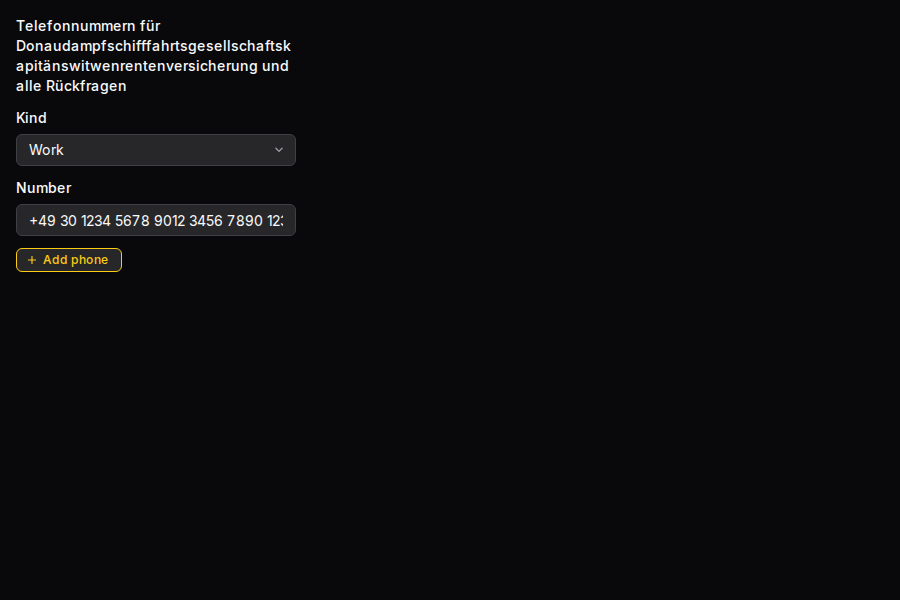 Telefonnummern für
Donaudampfschifffahrtsgesellschaftsk
apitänswitwenrentenversicherung und
alle Rückfragen
Kind
Work
Number
+49 30 1234 5678 9012 3456 7890 12
Add phone